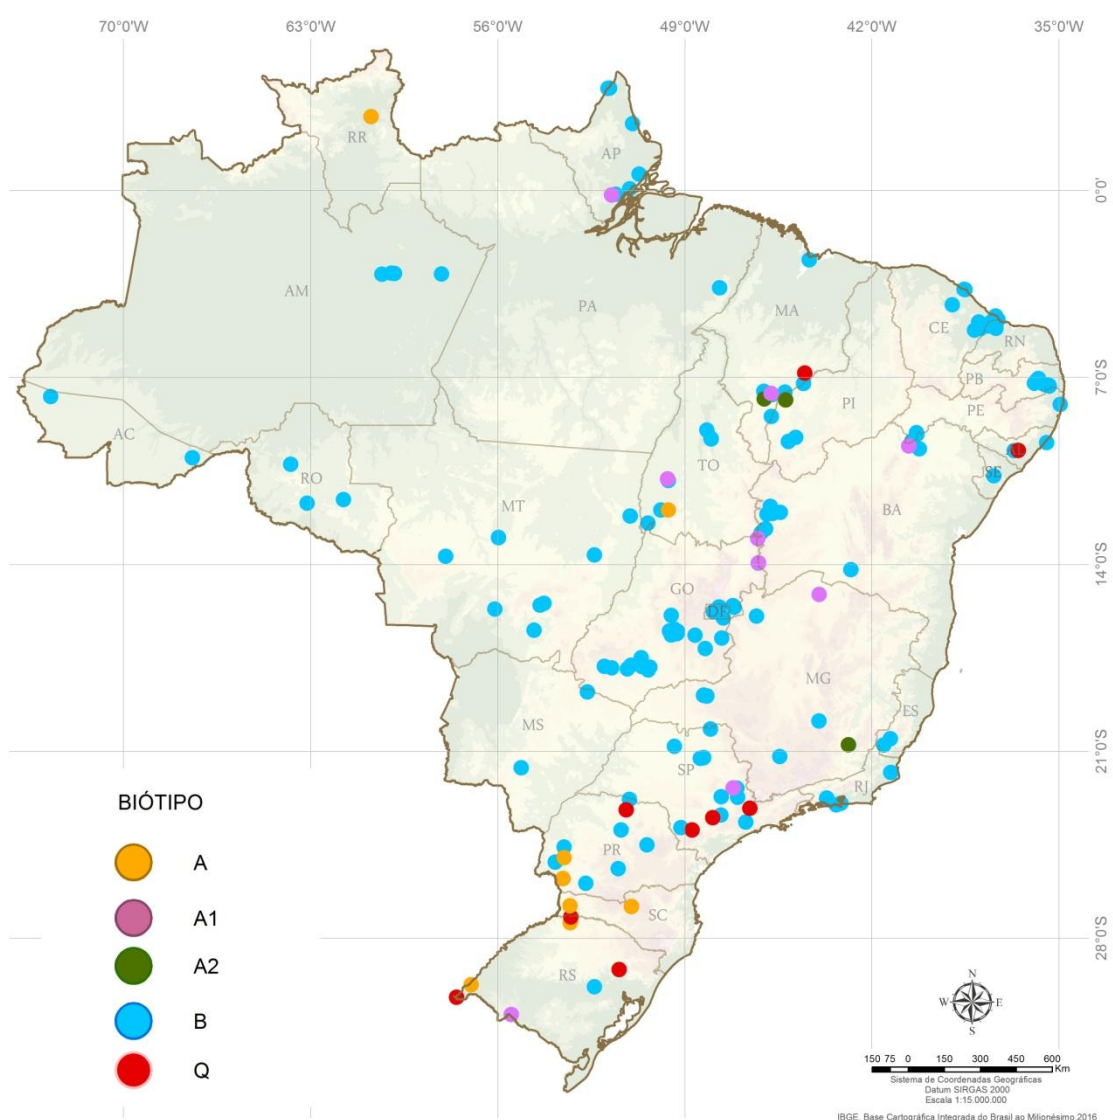 70°0'W 63°0'W 56°0'W 49°0'W 42°0'W 35°0'W
RR
AP
0°0'
AM
PA
MA
CE
RN
PB
7°0'S
PI
PE
AC
TO
SE
RO
MT
BA
14°0'S
GO
DF
MG
ES
MS
21°0'S
SP
RJ
BIÓTIPO
PR
A
SC
A1
28°0'S
A2
RS
N
W E
S
B
150 75 0 150 300 450 600
Km
Q
Sistema de Coordenadas Geográficas
Datum SIRGAS 2000
Escala 1:15.000.000
IBGE. Base Cartográfica Integrada do Brasil ao Milionésimo.2016